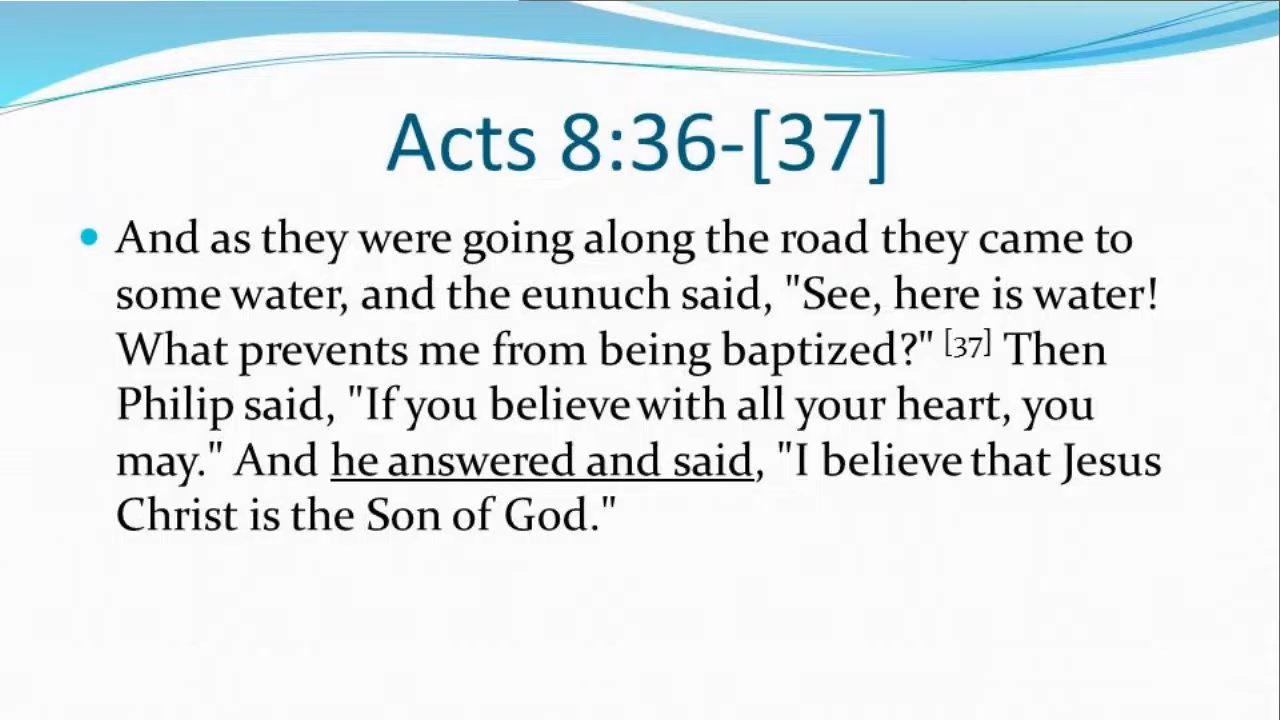 Acts 8:36-[37]
• And as they were going along the road they came to
some water, and the eunuch said, "See, here is water!
What prevents me from being baptized?" [37] Then
Philip said, "If you believe with all your heart, you
may." And he answered and said, "I believe that Jesus
Christ is the Son of God."